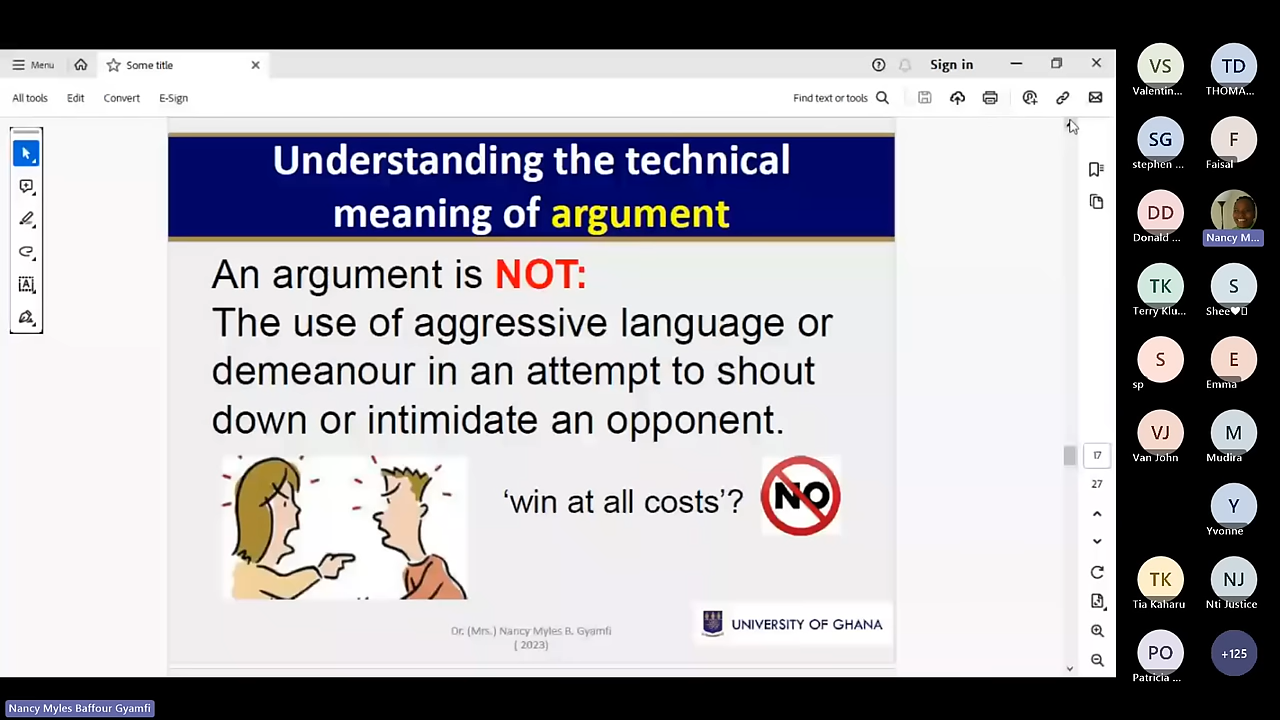 Menu
Some title
Sign in
All tools
Edit
Convert
E-Sign
Find text or tools
Understanding the technical
meaning of argument
An argument is NOT:
The use of aggressive language or
demeanour in an attempt to shout
down or intimidate an opponent.
'win at all costs'?
NO
Dr. (Mrs.) Nancy Myles B. Gyamfi
( 2023)
UNIVERSITY OF GHANA
17
27
VS
Valentin...
TD
THOMA...
SG
stephen ...
F
Faisal
DD
Donald ...
Nancy M...
TK
Terry Klu...
S
Shee♥▯
S
sp
E
Emma
VJ
Van John
M
Mudira
Y
Yvonne
TK
Tia Kaharu
NJ
Nti Justice
PO
Patricia ...
+125
Nancy Myles Baffour Gyamfi